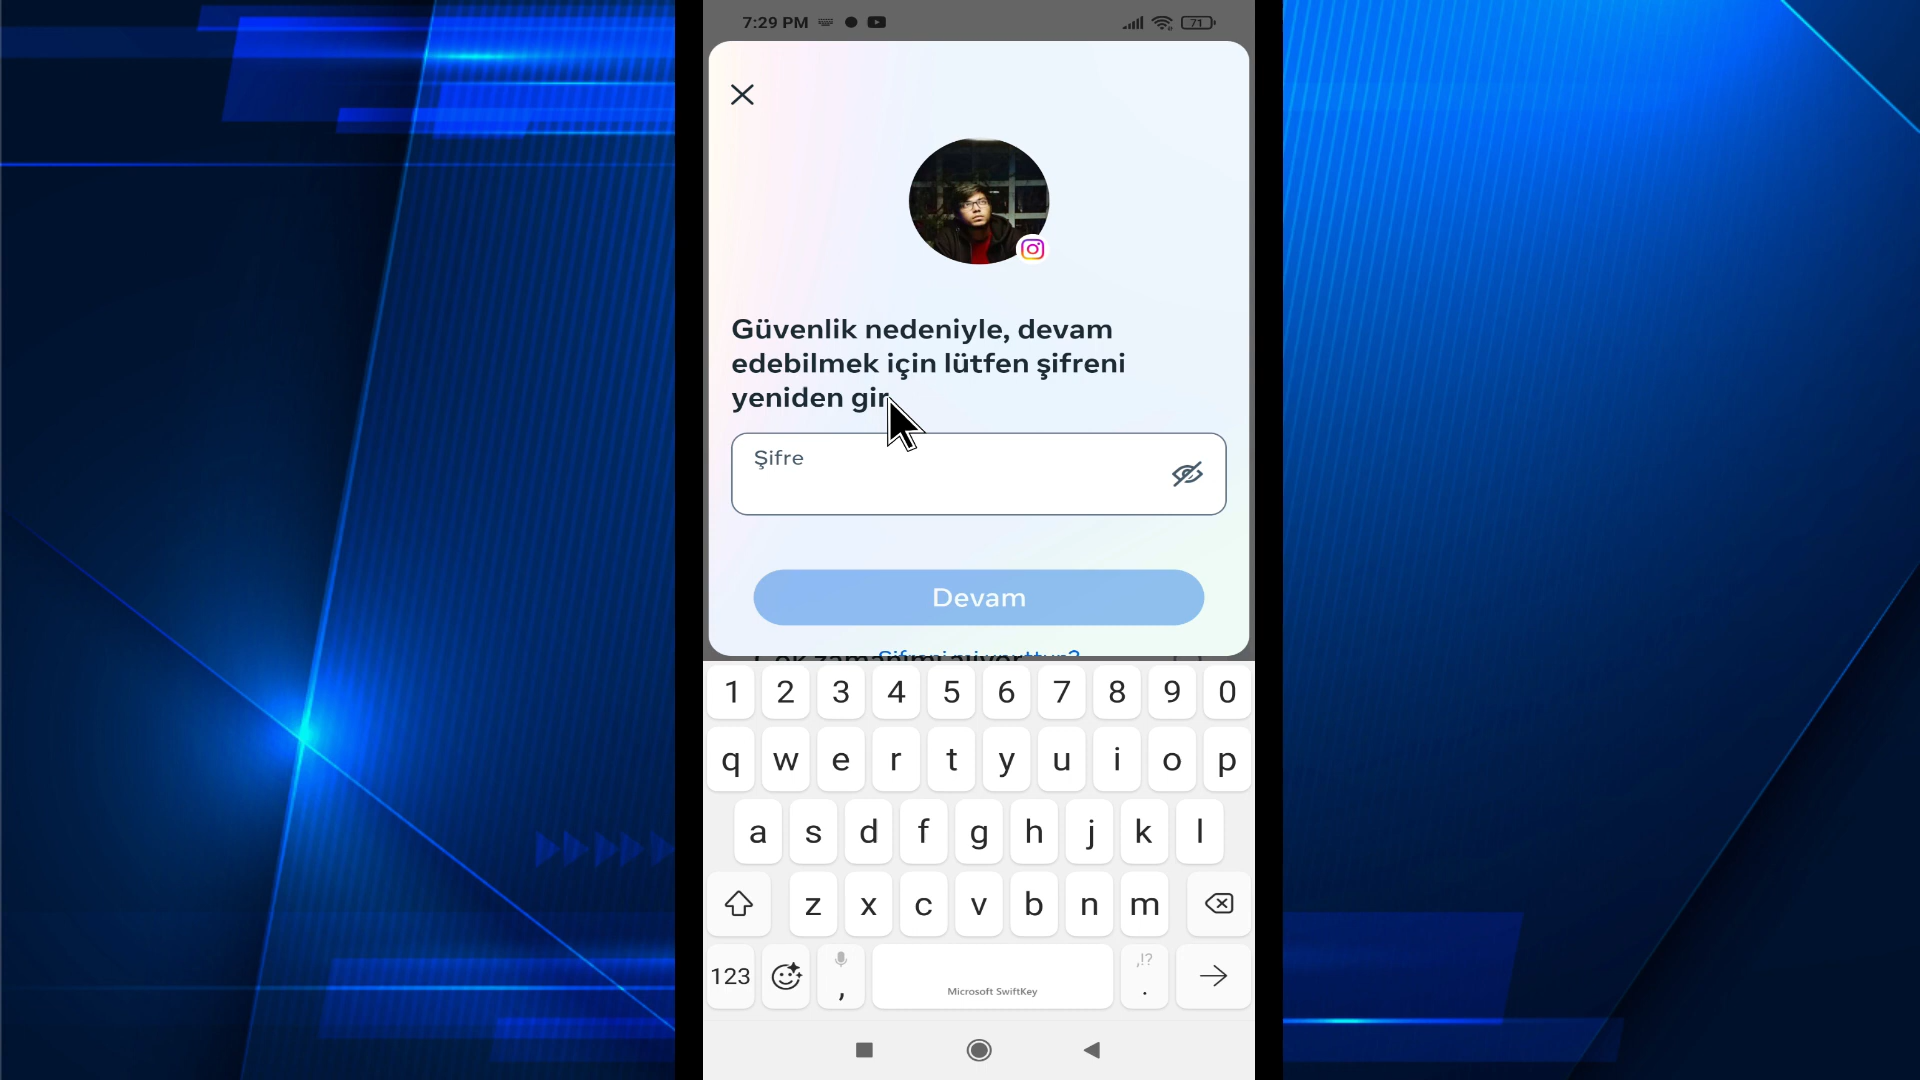 7:29 PM
71
Güvenlik nedeniyle, devam
edebilmek için lütfen şifreni
yeniden gir
Şifre
Devam
1 2 3 4 5 6 7 8 9 0
q w e r t y u i o p
a s d f g h j k l
z x c v b n m
123 , Microsoft SwiftKey ,!? .